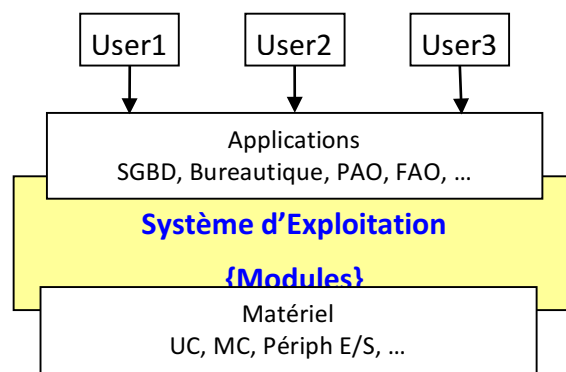 User1 User2 User3
Applications
SGBD, Bureautique, PAO, FAO, ...
Système d’Exploitation
{Modules}
Matériel
UC, MC, Périph E/S, ...